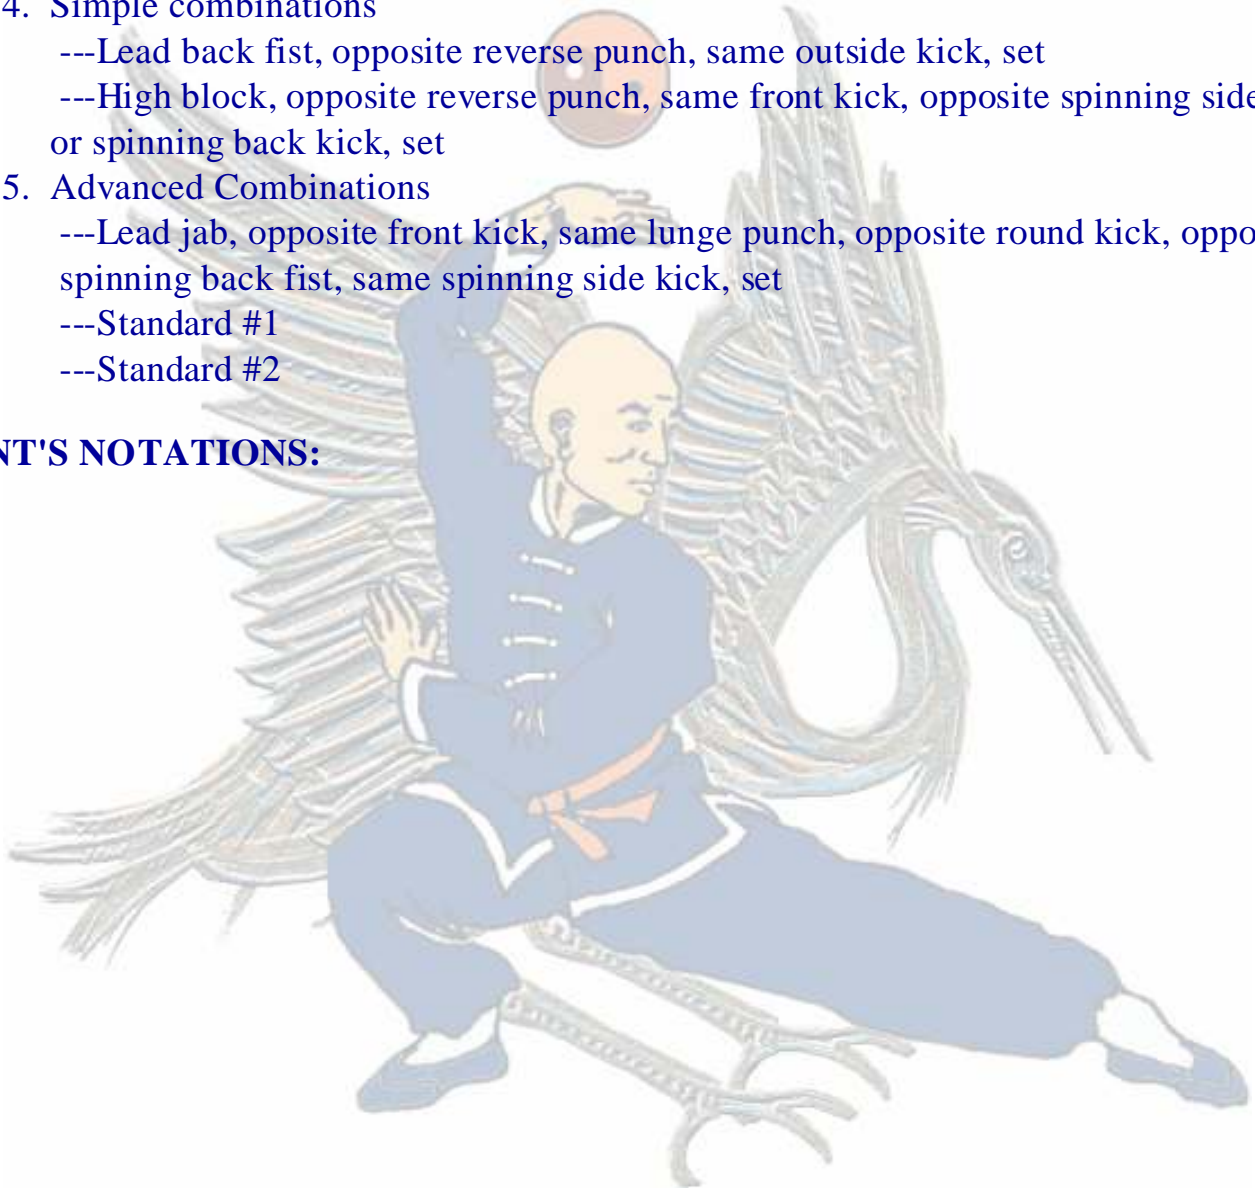 4. Simple combinations
---Lead back fist, opposite reverse punch, same outside kick, set
---High block, opposite reverse punch, same front kick, opposite spinning side
or spinning back kick, set
5. Advanced Combinations
---Lead jab, opposite front kick, same lunge punch, opposite round kick, oppo
spinning back fist, same spinning side kick, set
---Standard #1
---Standard #2
NT'S NOTATIONS: